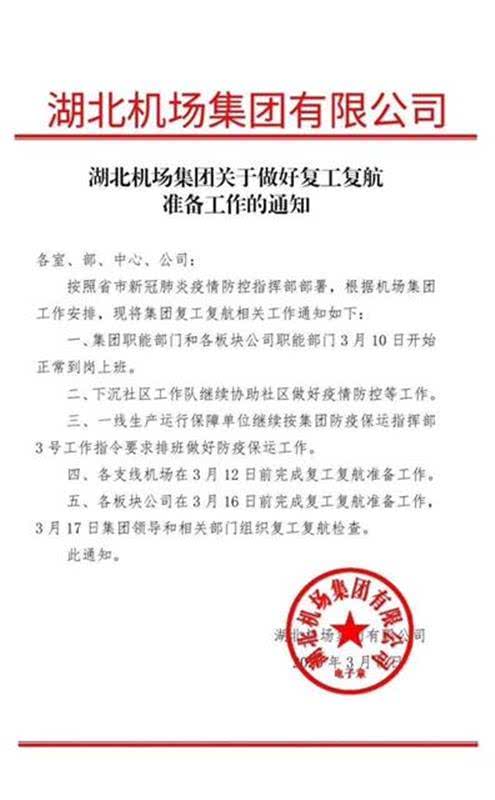 湖北机场集团有限公司
湖北机场集团关于做好复工复航
准备工作的通知
各室、部、中心、公司：
按照省市新冠肺炎疫情防控指挥部部署，根据机场集团
工作安排，现将集团复工复航相关工作通知如下：
一、集团职能部门和各板块公司职能部门 3 月 10 日开始
正常到岗上班。
二、下沉社区工作队继续协助社区做好疫情防控等工作。
三、一线生产运行保障单位继续按集团防疫保运指挥部
3 号工作指令要求排班做好防疫保运工作。
四、各支线机场在 3 月 12 日前完成复工复航准备工作。
五、各板块公司在 3 月 16 日前完成复工复航准备工作，
3 月 17 日集团领导和相关部门组织复工复航检查。
此通知。
湖北机场集团有限公司
年 3 月 日
湖北机场集团有限公司
电子章